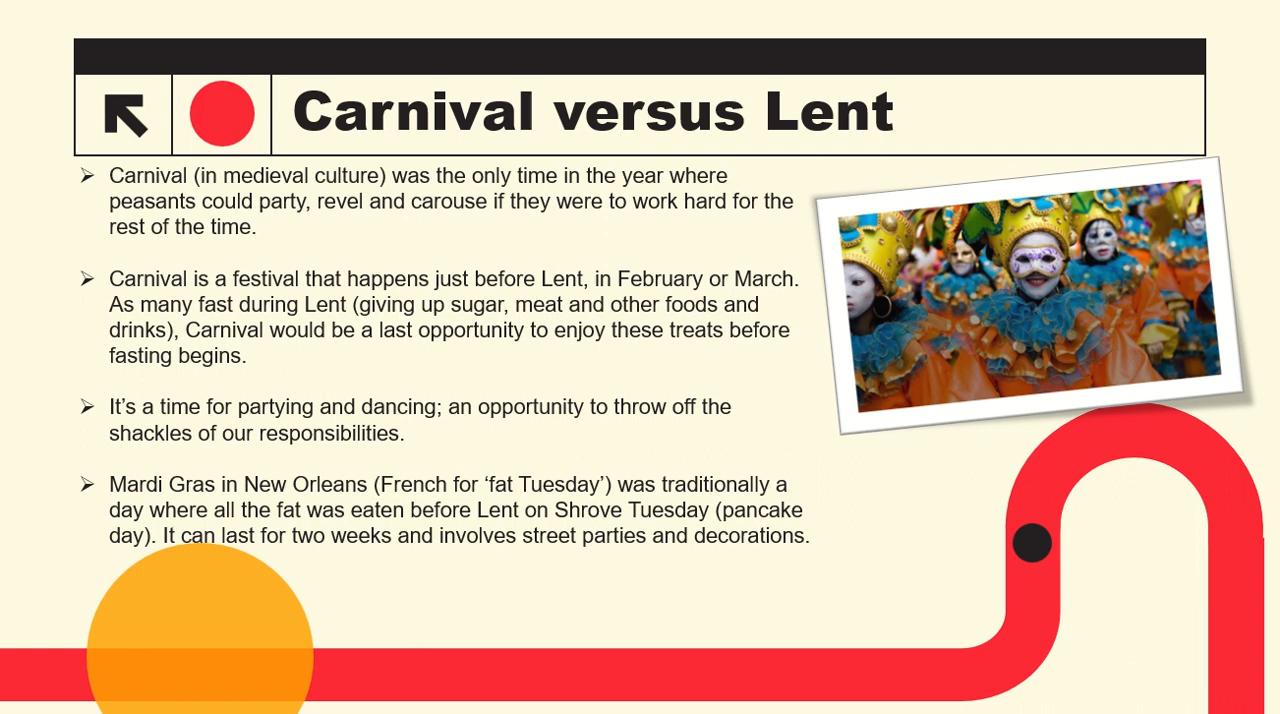 Carnival versus Lent
Carnival (in medieval culture) was the only time in the year where
peasants could party, revel and carouse if they were to work hard for the
rest of the time.
Carnival is a festival that happens just before Lent, in February or March.
As many fast during Lent (giving up sugar, meat and other foods and
drinks), Carnival would be a last opportunity to enjoy these treats before
fasting begins.
It’s a time for partying and dancing; an opportunity to throw off the
shackles of our responsibilities.
Mardi Gras in New Orleans (French for ‘fat Tuesday’) was traditionally a
day where all the fat was eaten before Lent on Shrove Tuesday (pancake
day). It can last for two weeks and involves street parties and decorations.